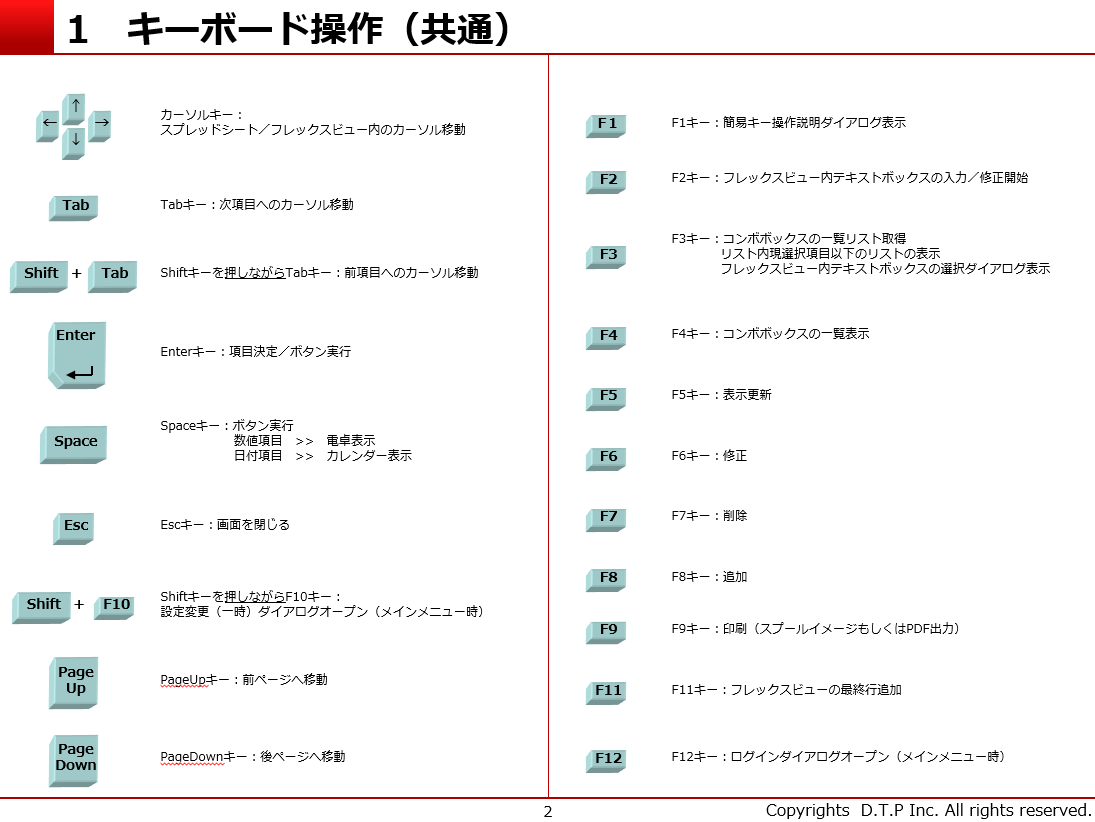 1 キーボード操作（共通）
↑
← →
↓
カーソルキー：
スプレッドシート／フレックスビュー内のカーソル移動
Tab
Tabキー：次項目へのカーソル移動
Shift + Tab
Shiftキーを押しながらTabキー：前項目へのカーソル移動
Enter
Enterキー：項目決定／ボタン実行
Space
Spaceキー：ボタン実行
数値項目 >> 電卓表示
日付項目 >> カレンダー表示
Esc
Escキー：画面を閉じる
Shift + F10
Shiftキーを押しながらF10キー：
設定変更（一時）ダイアログオープン（メインメニュー時）
Page
Up
PageUpキー：前ページへ移動
Page
Down
PageDownキー：後ページへ移動
F1
F1キー：簡易キー操作説明ダイアログ表示
F2
F2キー：フレックスビュー内テキストボックスの入力／修正開始
F3
F3キー：コンボボックスの一覧リスト取得
リスト内現選択項目以下のリストの表示
フレックスビュー内テキストボックスの選択ダイアログ表示
F4
F4キー：コンボボックスの一覧表示
F5
F5キー：表示更新
F6
F6キー：修正
F7
F7キー：削除
F8
F8キー：追加
F9
F9キー：印刷（スプールイメージもしくはPDF出力）
F11
F11キー：フレックスビューの最終行追加
F12
F12キー：ログインダイアログオープン（メインメニュー時）
2
Copyrights D.T.P Inc. All rights reserved.